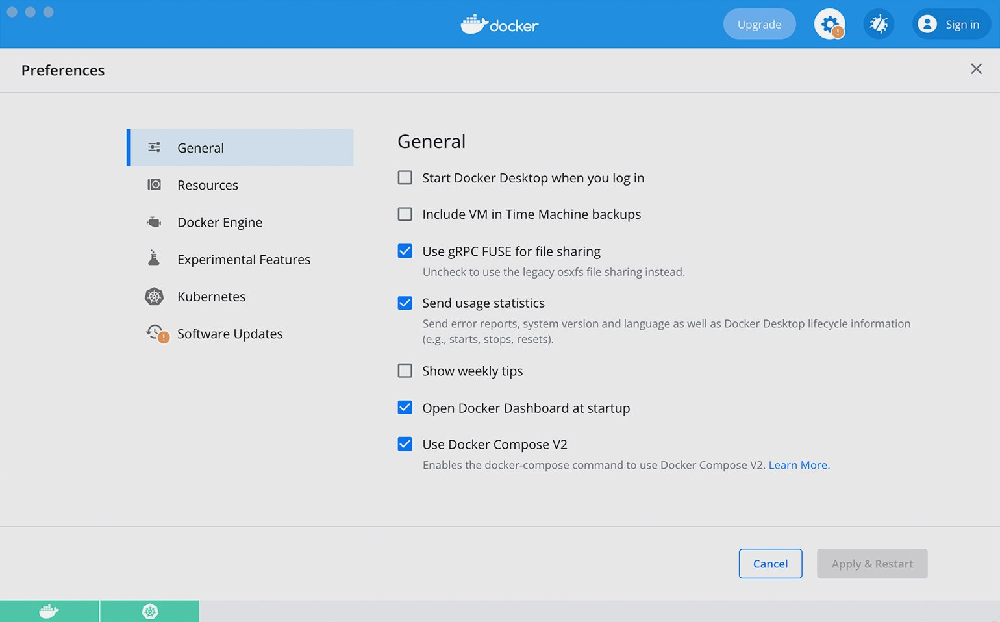 docker
Upgrade
Sign in
Preferences
General
Resources
Docker Engine
Experimental Features
Kubernetes
Software Updates
General
Start Docker Desktop when you log in
Include VM in Time Machine backups
Use gRPC FUSE for file sharing
Uncheck to use the legacy osxfs file sharing instead.
Send usage statistics
Send error reports, system version and language as well as Docker Desktop lifecycle information
(e.g., starts, stops, resets).
Show weekly tips
Open Docker Dashboard at startup
Use Docker Compose V2
Enables the docker-compose command to use Docker Compose V2. Learn More.
Cancel
Apply & Restart